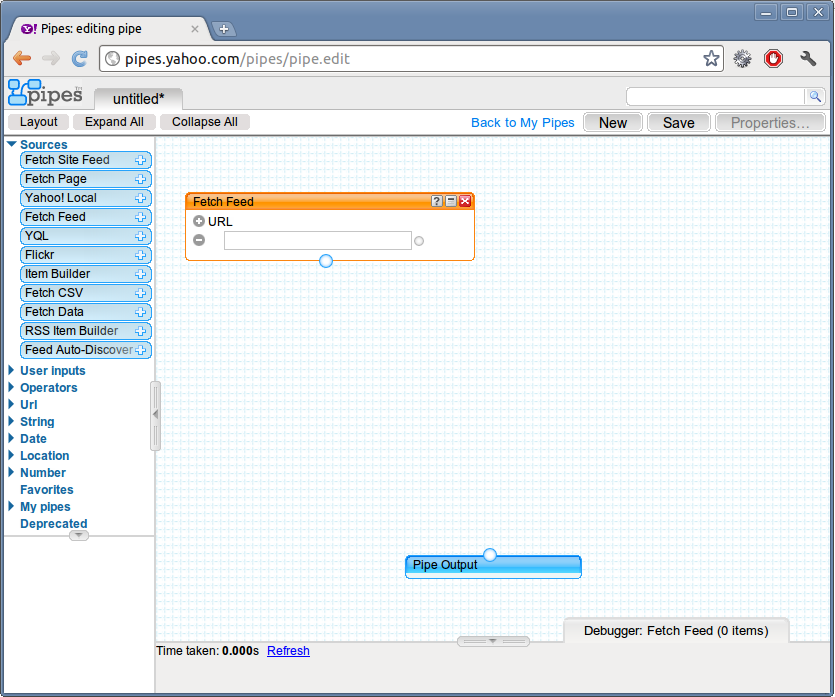 Pipes: editing pipe
pipes.yahoo.com/pipes/pipe.edit
pipes
untitled*
Layout Expand All Collapse All Back to My Pipes New Save Properties...
Sources
Fetch Site Feed
Fetch Page
Yahoo! Local
Fetch Feed
YQL
Flickr
Item Builder
Fetch CSV
Fetch Data
RSS Item Builder
Feed Auto-Discover
User inputs
Operators
Url
String
Date
Location
Number
Favorites
My pipes
Deprecated
Fetch Feed
URL
Pipe Output
Debugger: Fetch Feed (0 items)
Time taken: 0.000s Refresh